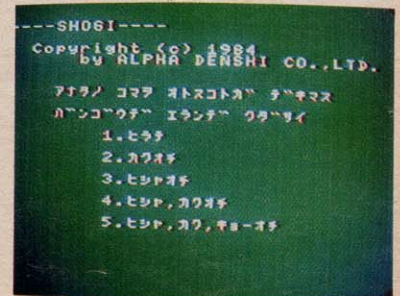 ----SHOGI----
Copyright (c) 1984
by ALPHA DENSHI CO.,LTD.
アナタノ コマヲ オトスコトガ デキマス
バンゴウデ エランデ クダサイ
1.ヒラテ
2.カクオチ
3.ヒシャオチ
4.ヒシャ,カクオチ
5.ヒシャ,カク,キョーオチ